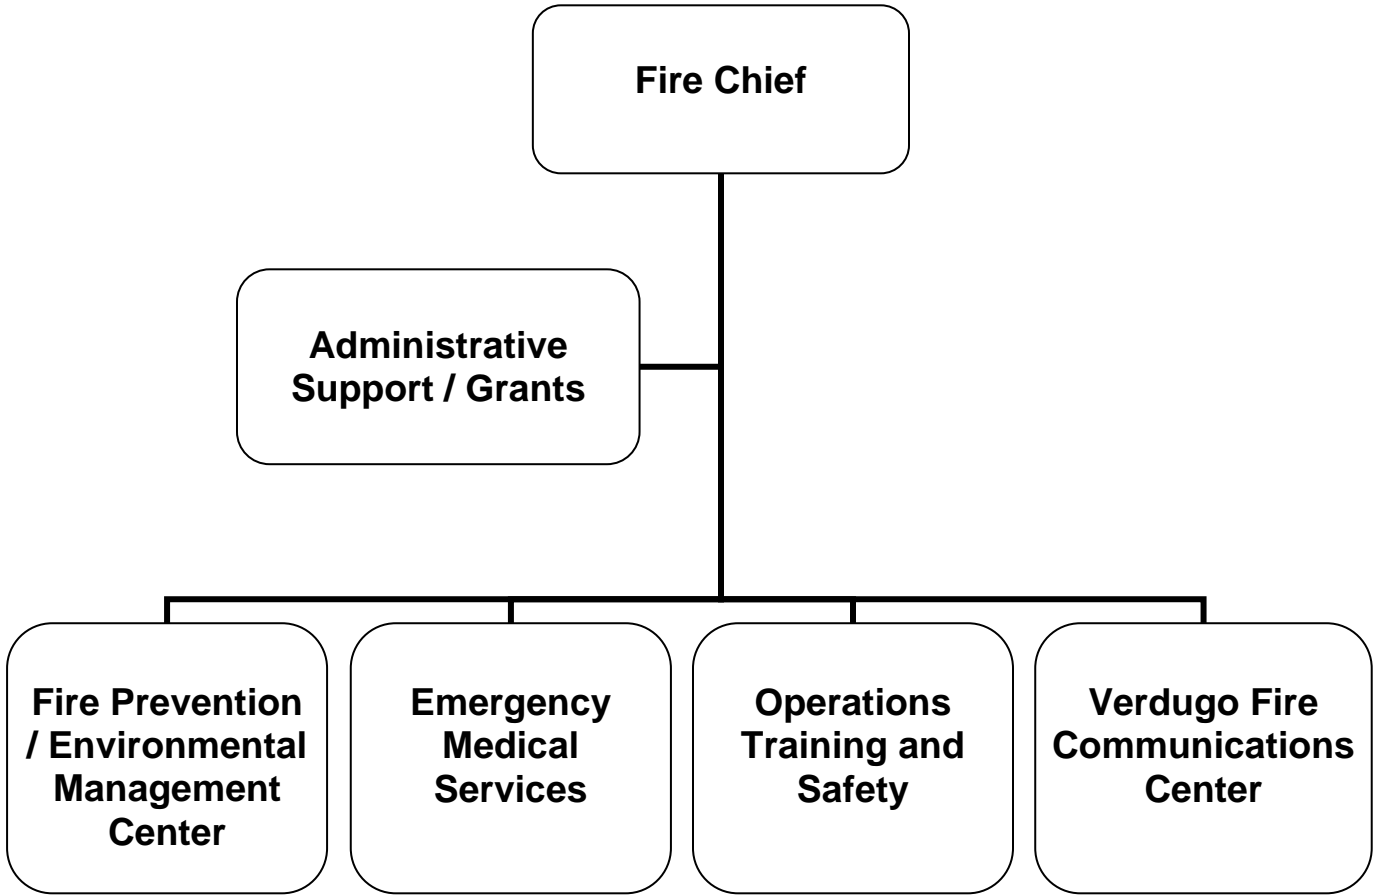 Fire Chief
Administrative
Support / Grants
Fire Prevention
/ Environmental
Management
Center
Emergency
Medical
Services
Operations
Training and
Safety
Verdugo Fire
Communications
Center